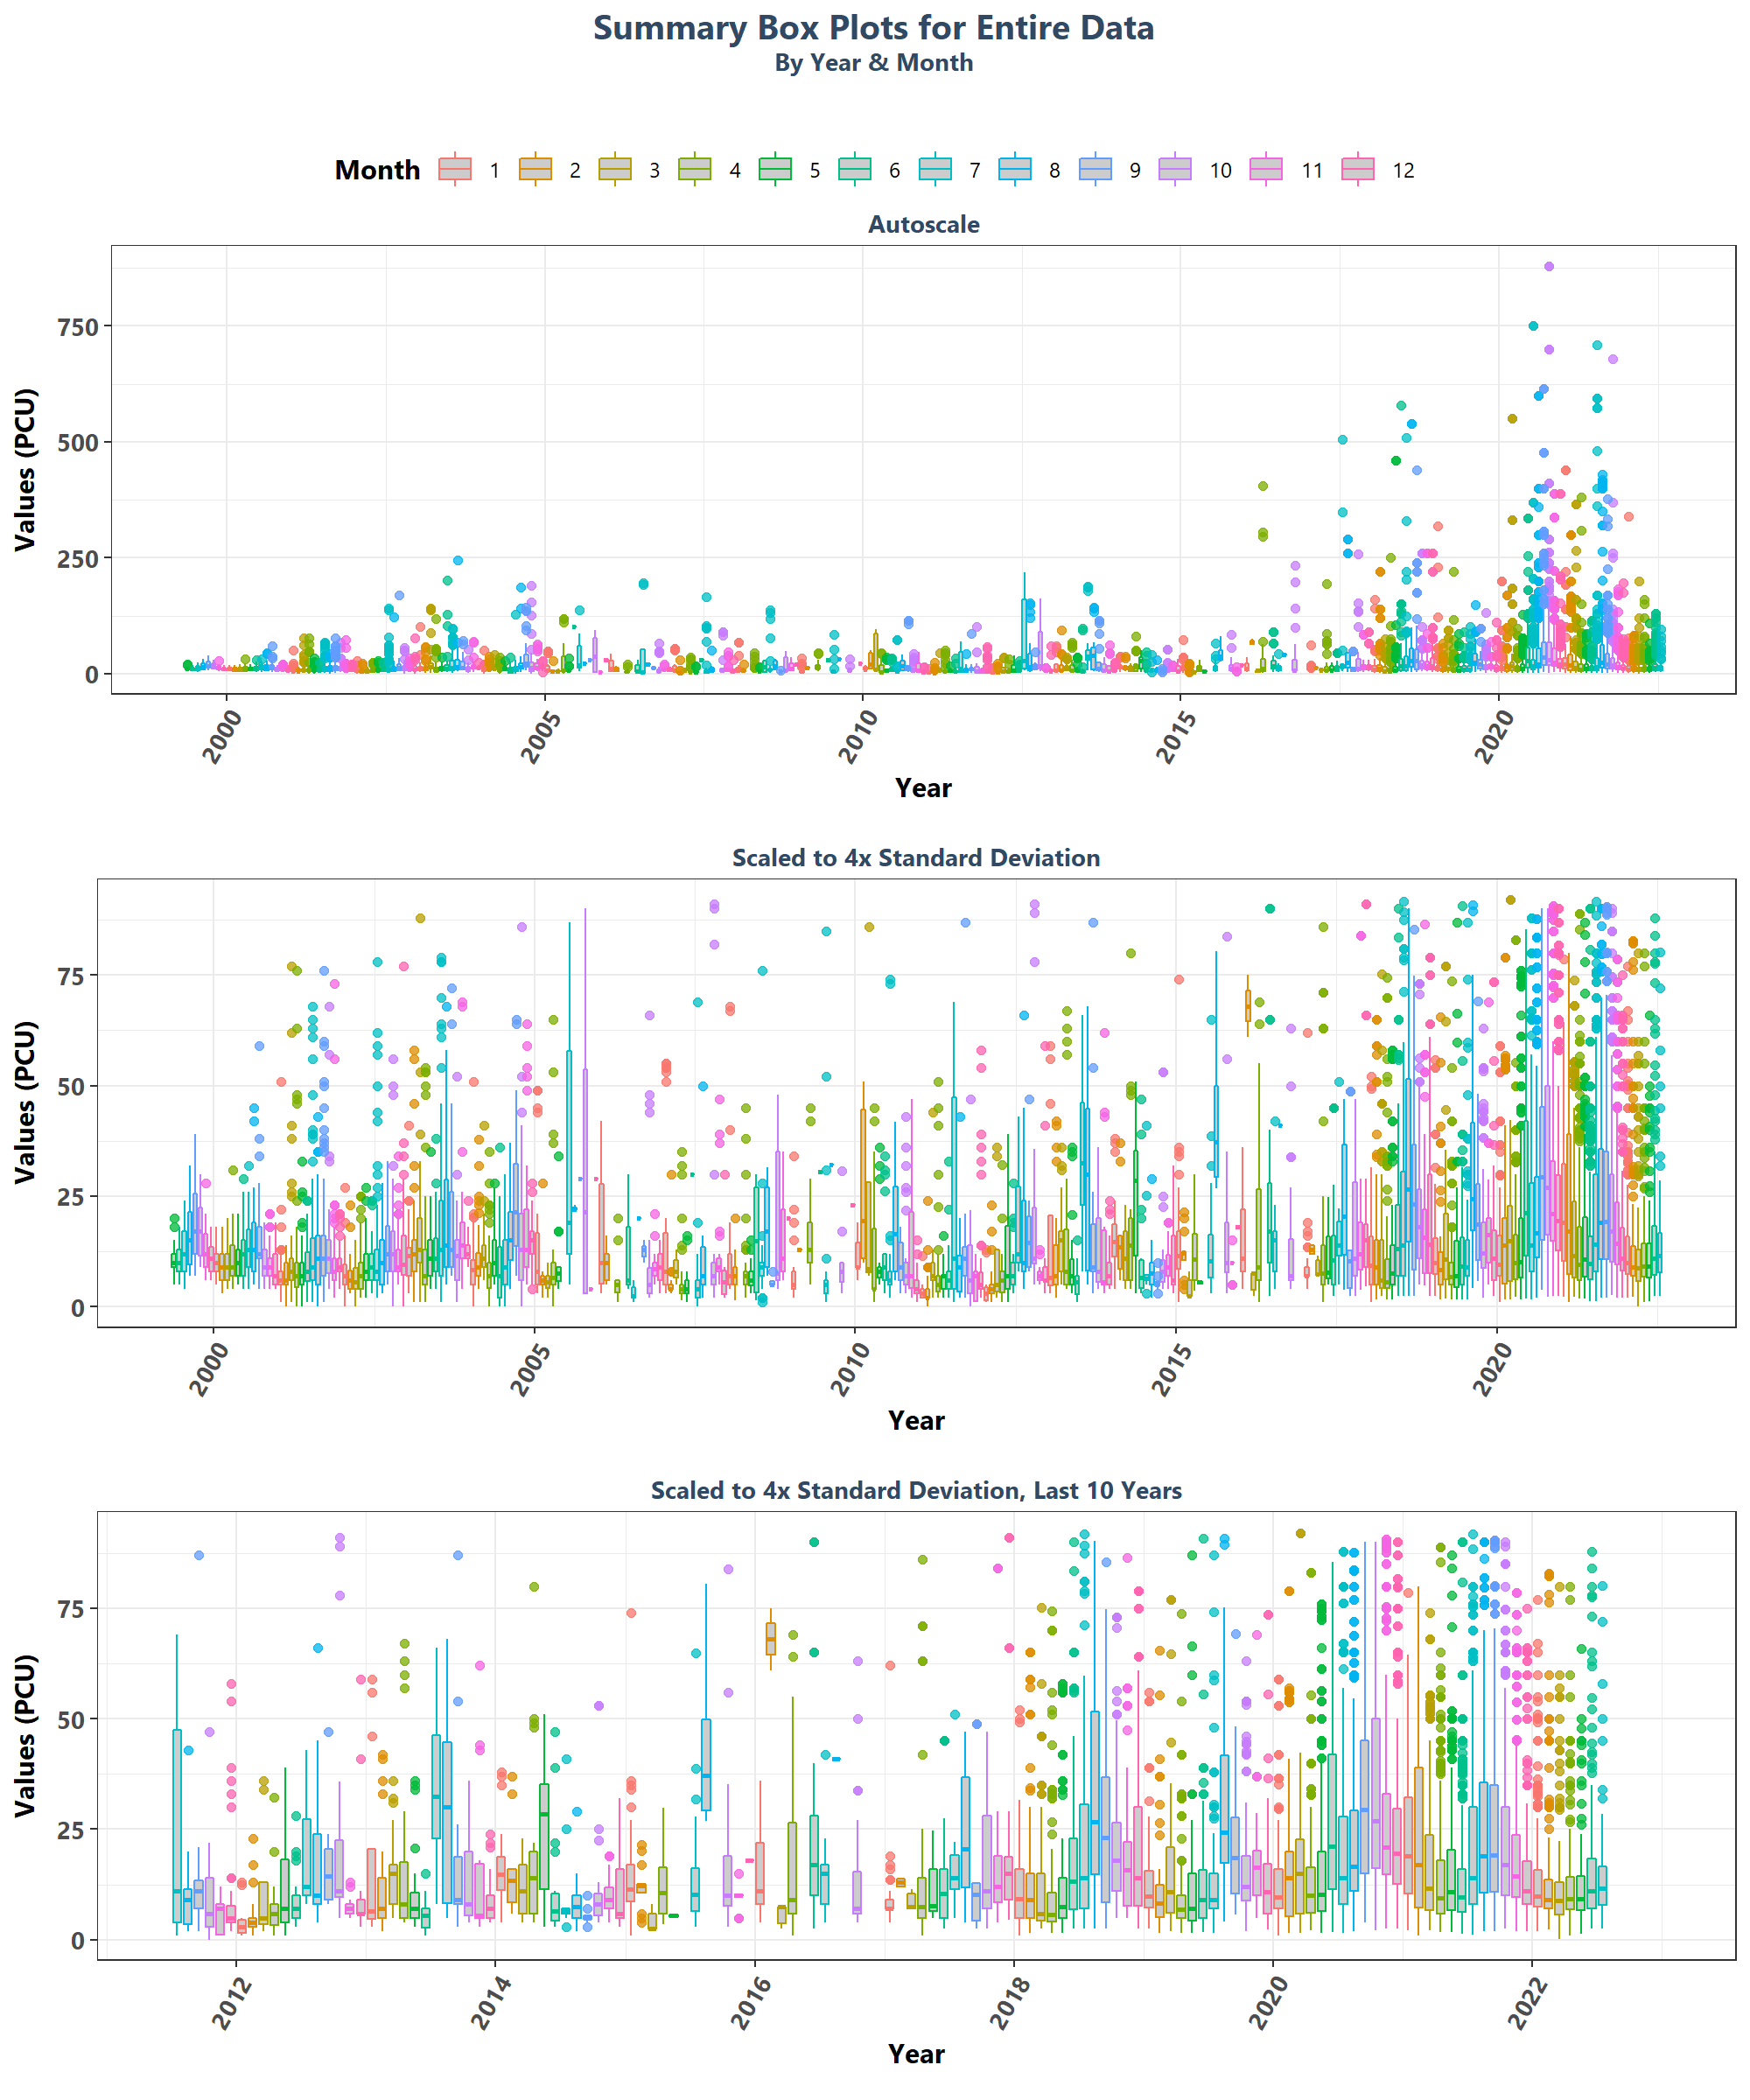 Summary Box Plots for Entire Data
By Year & Month
Month 1 2 3 4 5 6 7 8 9 10 11 12
Autoscale
Values (PCU)
750
500
250
0
2000 2005 2010 2015 2020
Year
Scaled to 4x Standard Deviation
Values (PCU)
75
50
25
0
2000 2005 2010 2015 2020
Year
Scaled to 4x Standard Deviation, Last 10 Years
Values (PCU)
75
50
25
0
2012 2014 2016 2018 2020 2022
Year